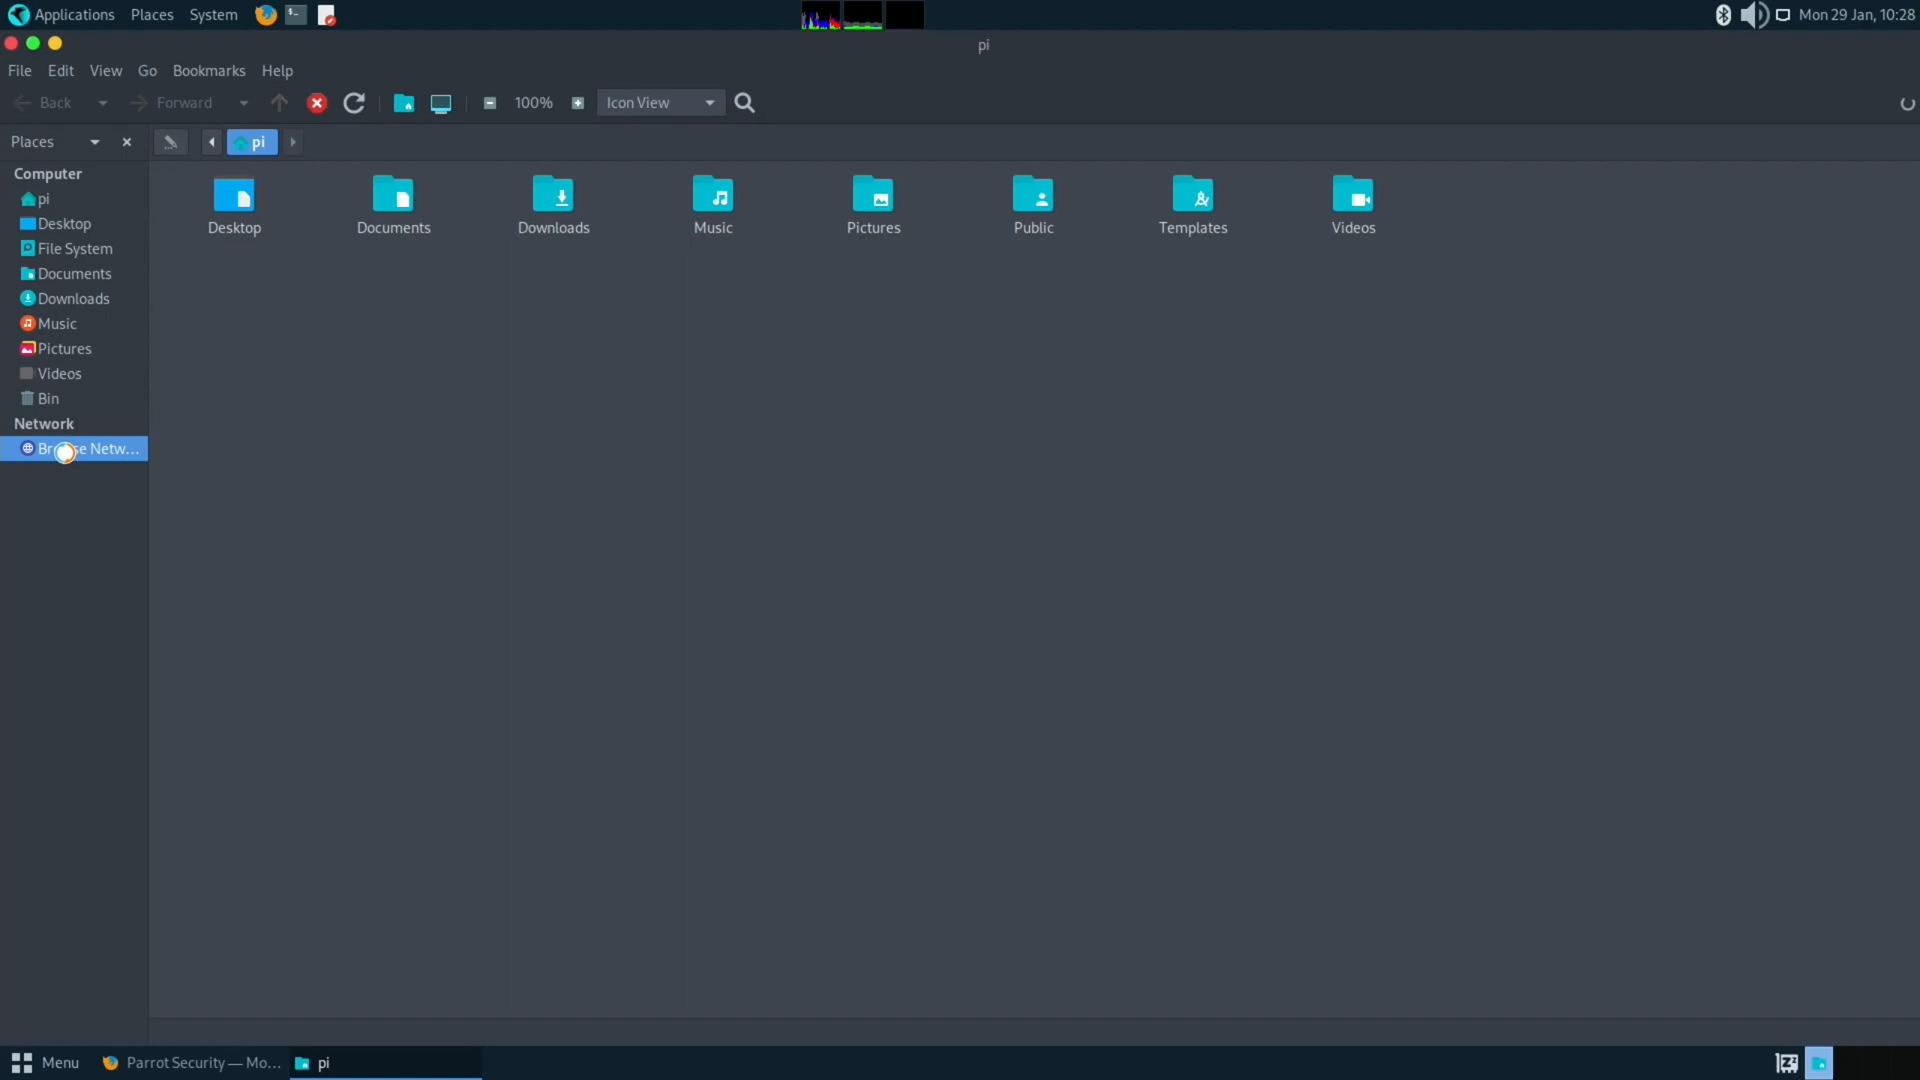 Applications Places System Mon 29 Jan, 10:28
pi
File Edit View Go Bookmarks Help
Back Forward 100% Icon View
Places pi
Computer
pi
Desktop
File System
Documents
Downloads
Music
Pictures
Videos
Bin
Network
Browse Netw...
Desktop Documents Downloads Music Pictures Public Templates Videos
Menu Parrot Security — Mo... pi